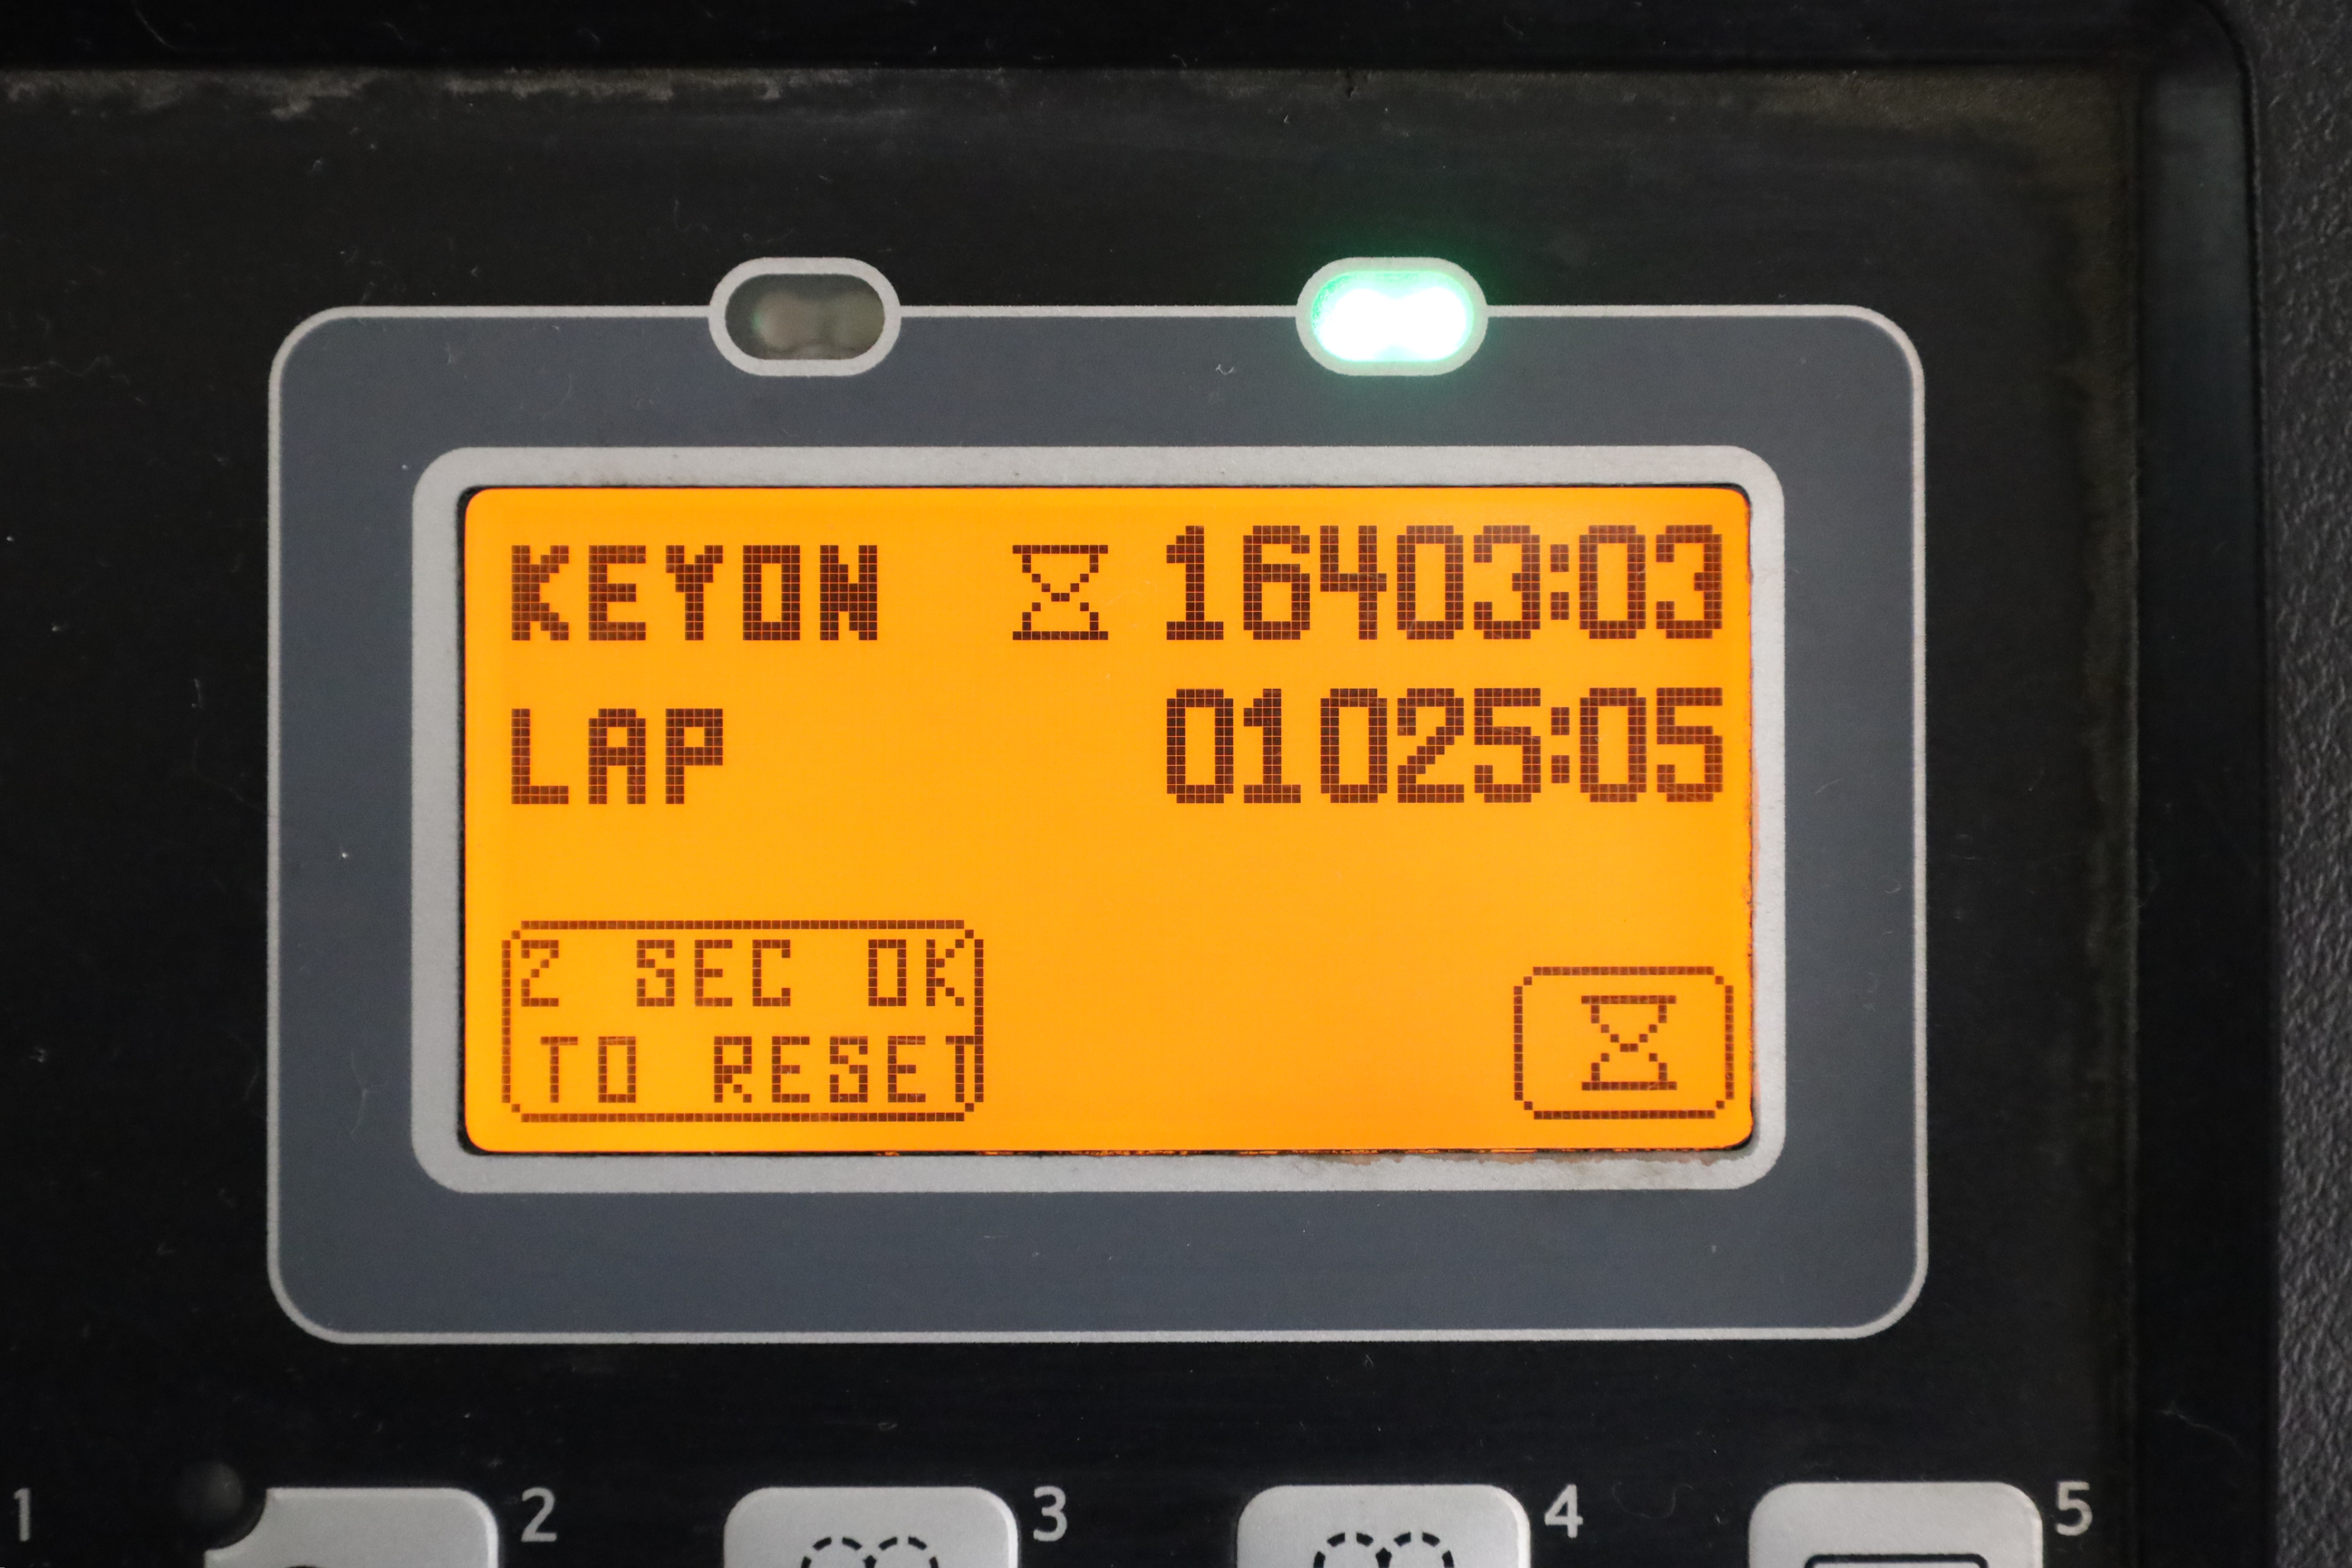 KEYON 16403:03
LAP 01025:05
2 SEC OK
TO RESET
1 2 3 4 5